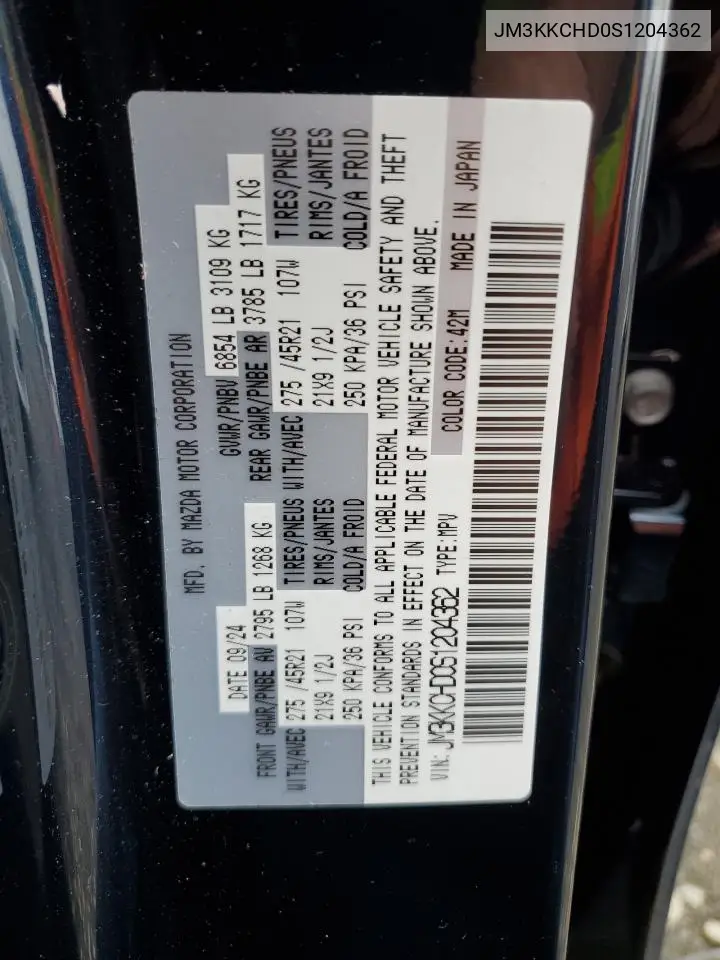 JM3KKCHD0S1204362
MFD. BY MAZDA MOTOR CORPORATION
DATE 09/24 GVWR/PNBV 6854 LB 3109 KG
FRONT GAWR/PNBE AV 2795 LB 1268 KG REAR GAWR/PNBE AR 3785 LB 1717 KG
WITH/AVEC 275 /45R21 107W TIRES/PNEUS WITH/AVEC 275 /45R21 107W TIRES/PNEUS
21X9 1/2J RIMS/JANTES 21X9 1/2J RIMS/JANTES
250 KPA/36 PSI COLD/A FROID 250 KPA/36 PSI COLD/A FROID
THIS VEHICLE CONFORMS TO ALL APPLICABLE FEDERAL MOTOR VEHICLE SAFETY AND THEFT
PREVENTION STANDARDS IN EFFECT ON THE DATE OF MANUFACTURE SHOWN ABOVE.
VIN: JM3KKCHD0S1204362 TYPE:MPV COLOR CODE:42M MADE IN JAPAN